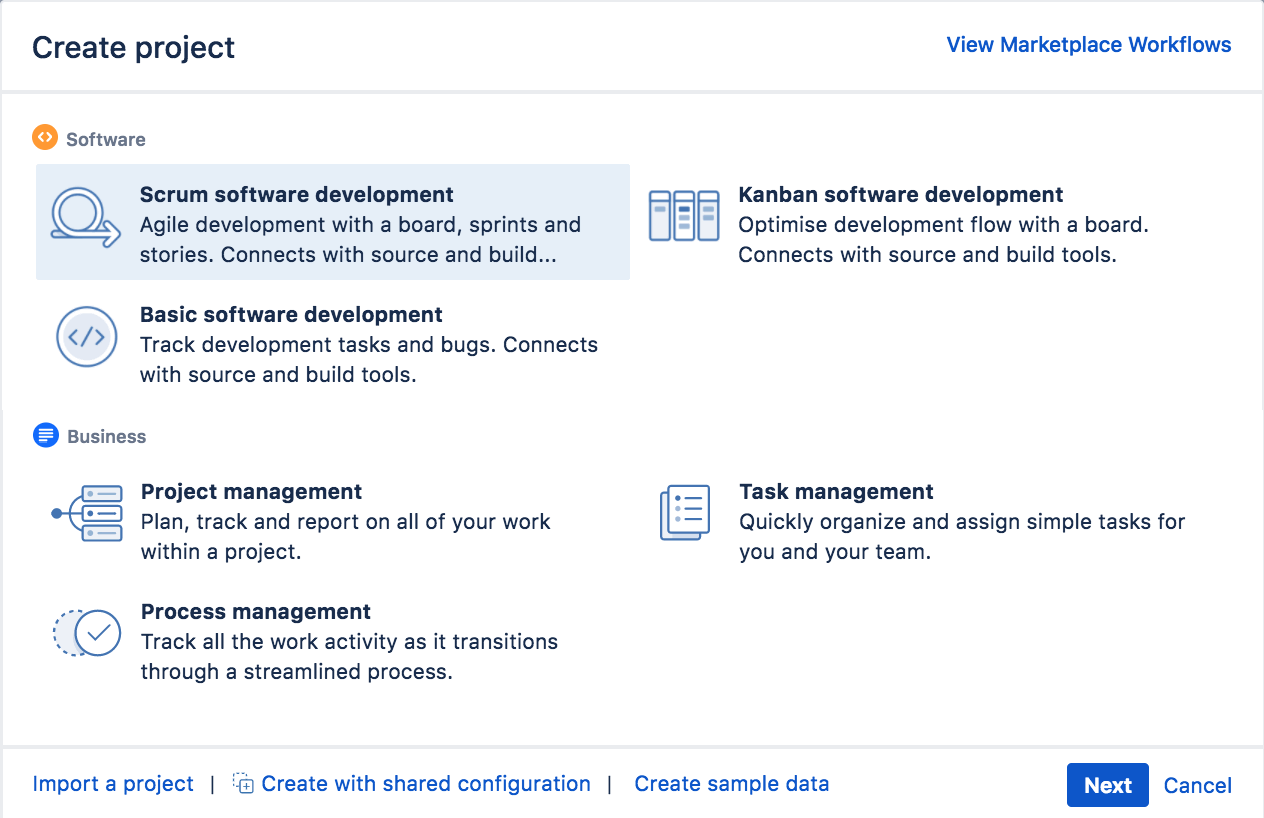 Create project
View Marketplace Workflows
Software
Scrum software development
Agile development with a board, sprints and
stories. Connects with source and build...
Kanban software development
Optimise development flow with a board.
Connects with source and build tools.
Basic software development
Track development tasks and bugs. Connects
with source and build tools.
Business
Project management
Plan, track and report on all of your work
within a project.
Task management
Quickly organize and assign simple tasks for
you and your team.
Process management
Track all the work activity as it transitions
through a streamlined process.
Import a project | Create with shared configuration | Create sample data
Next
Cancel